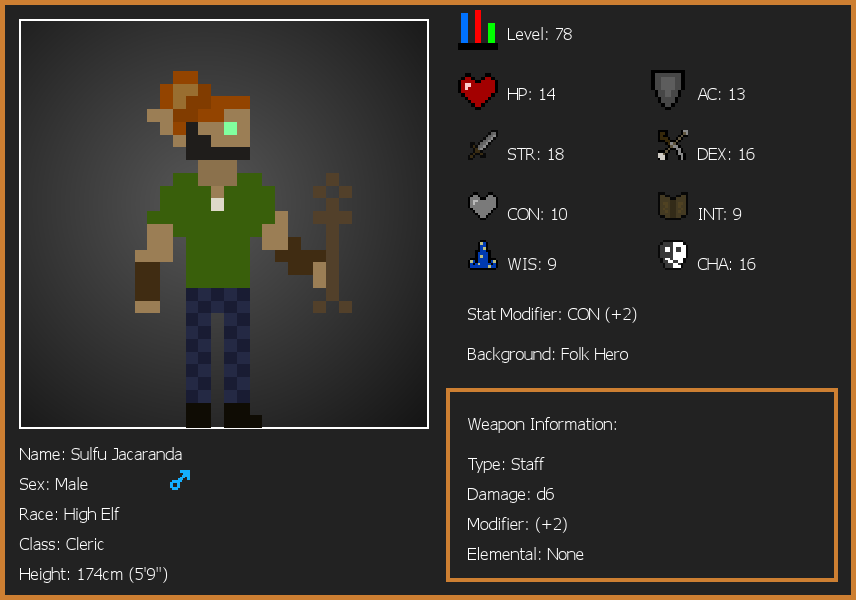 Level: 78
HP: 14
AC: 13
STR: 18
DEX: 16
CON: 10
INT: 9
WIS: 9
CHA: 16
Stat Modifier: CON (+2)
Background: Folk Hero
Weapon Information:
Type: Staff
Damage: d6
Modifier: (+2)
Elemental: None
Name: Sulfu Jacaranda
Sex: Male
Race: High Elf
Class: Cleric
Height: 174cm (5'9")